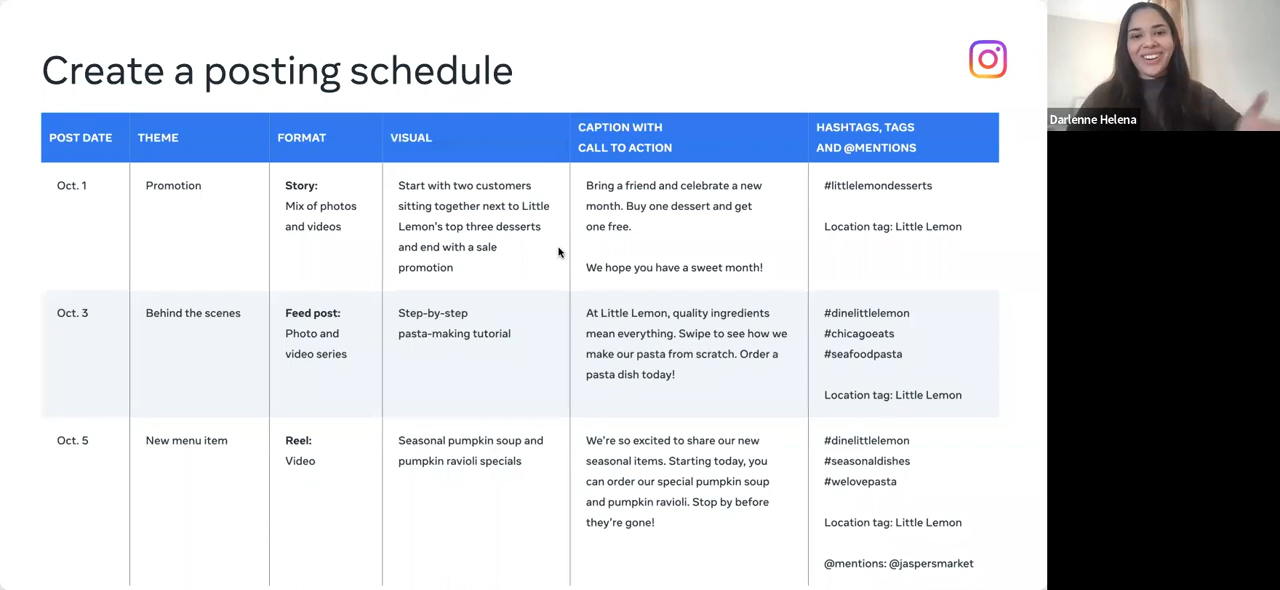 Create a posting schedule
POST DATE
THEME
FORMAT
VISUAL
CAPTION WITH
CALL TO ACTION
HASHTAGS, TAGS
AND @MENTIONS
Oct. 1
Promotion
Story:
Mix of photos
and videos
Start with two customers
sitting together next to Little
Lemon's top three desserts
and end with a sale
promotion
Bring a friend and celebrate a new
month. Buy one dessert and get
one free.
We hope you have a sweet month!
#littlelemondesserts
Location tag: Little Lemon
Oct. 3
Behind the scenes
Feed post:
Photo and
video series
Step-by-step
pasta-making tutorial
At Little Lemon, quality ingredients
mean everything. Swipe to see how we
make our pasta from scratch. Order a
pasta dish today!
#dinelittlelemon
#chicagoeats
#seafoodpasta
Location tag: Little Lemon
Oct. 5
New menu item
Reel:
Video
Seasonal pumpkin soup and
pumpkin ravioli specials
We're so excited to share our new
seasonal items. Starting today, you
can order our special pumpkin soup
and pumpkin ravioli. Stop by before
they're gone!
#dinelittlelemon
#seasonaldishes
#welovepasta
Location tag: Little Lemon
@mentions: @jaspersmarket
Darlenne Helena